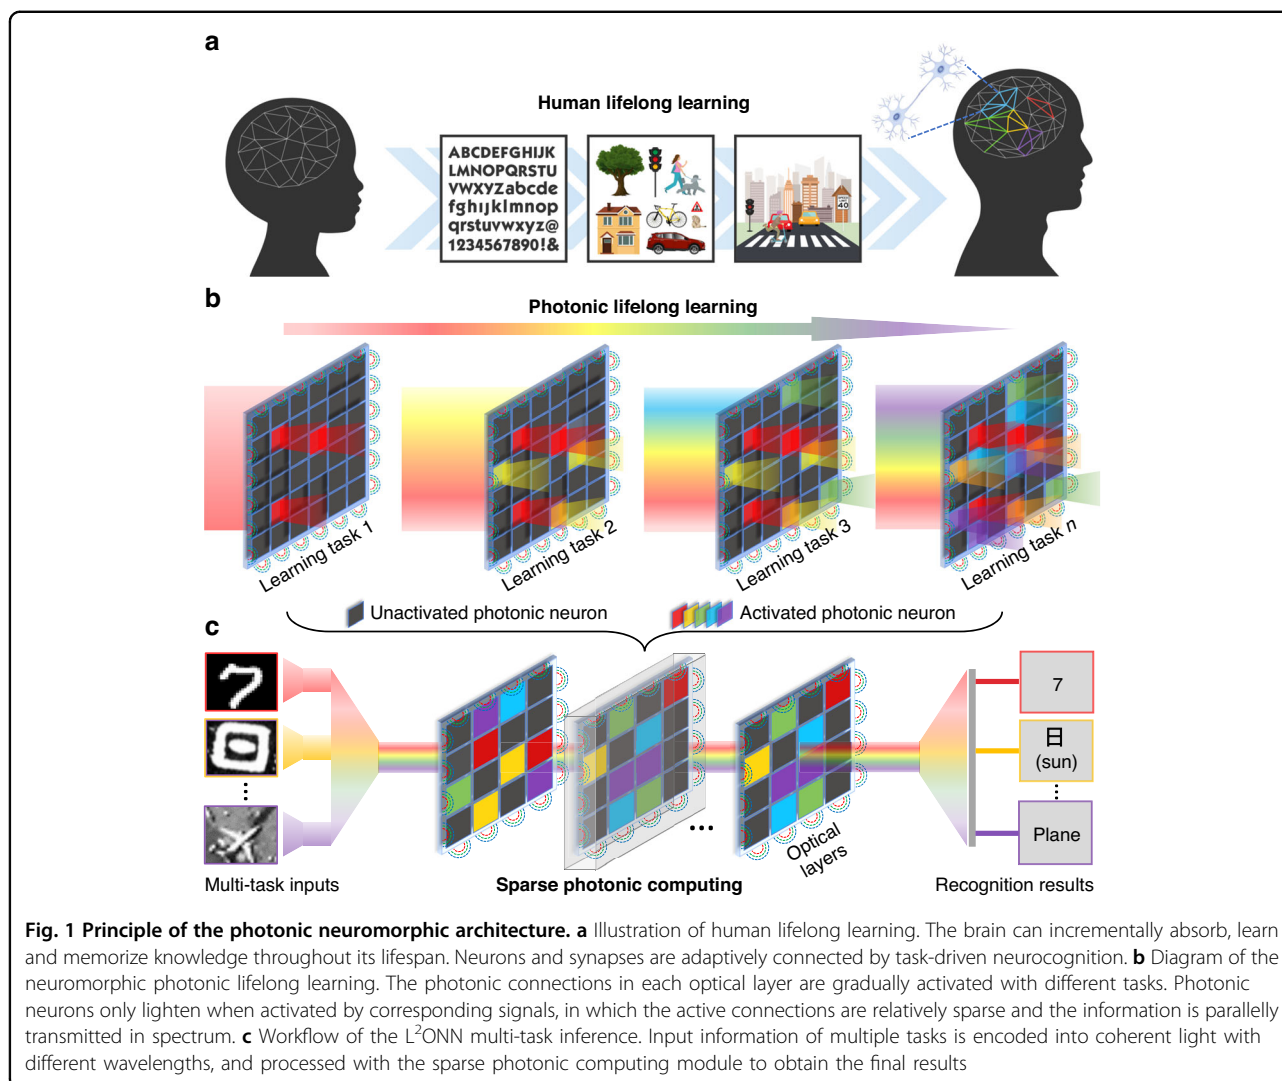 a
Human lifelong learning
ABCDEFGHIJK
LMNOPQRSTU
VWXYZabcde
fghıjklmnop
qrstuvwxyz@
1234567890!&
40
b
Photonic lifelong learning
Learning task 1
Learning task 2
Learning task 3
Learning task n
Unactivated photonic neuron
Activated photonic neuron
c
7
日
(sun)
Plane
...
Optical
layers
Multi-task inputs
Sparse photonic computing
Recognition results
Fig. 1 Principle of the photonic neuromorphic architecture. a Illustration of human lifelong learning. The brain can incrementally absorb, learn
and memorize knowledge throughout its lifespan. Neurons and synapses are adaptively connected by task-driven neurocognition. b Diagram of the
neuromorphic photonic lifelong learning. The photonic connections in each optical layer are gradually activated with different tasks. Photonic
neurons only lighten when activated by corresponding signals, in which the active connections are relatively sparse and the information is parallelly
transmitted in spectrum. c Workflow of the L²ONN multi-task inference. Input information of multiple tasks is encoded into coherent light with
different wavelengths, and processed with the sparse photonic computing module to obtain the final results